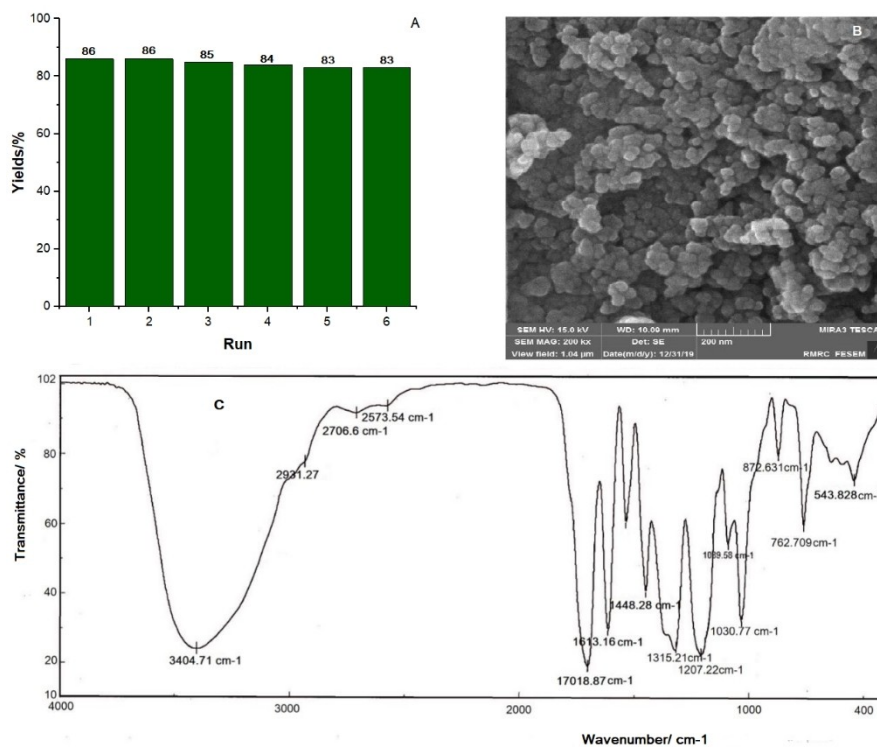 A
100
80
60
40
20
0
Yields/%
86
86
85
84
83
83
1 2 3 4 5 6
Run
B
SEM HV: 15.0 kV WD: 10.09 mm MIRA3 TESCA
SEM MAG: 200 kx Det: SE 200 nm
View field: 1.04 µm Date(m/d/y): 12/31/19 RMRC FESEM
C
102
80
60
40
20
10
Transmittance/ %
3404.71 cm-1
2931.27
2706.6 cm-1
2573.54 cm-1
17018.87cm-1
1613.16 cm-1
1448.28 cm-1
1315.21cm-1
1207.22cm-1
1089.58 cm-1
1030.77 cm-1
872.631cm-1
762.709cm-1
543.828cm-
4000 3000 2000 1000 400
Wavenumber/ cm-1